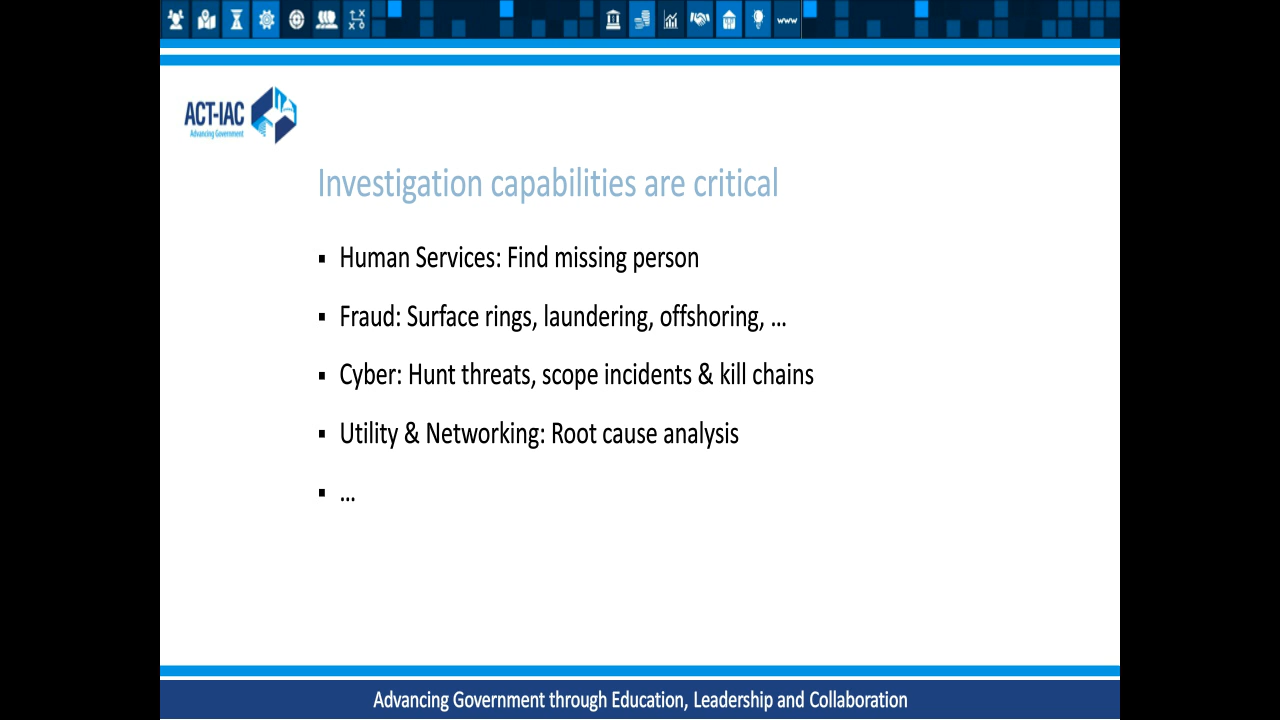 www
ACT-IAC
Advancing Government
Investigation capabilities are critical
▪ Human Services: Find missing person
▪ Fraud: Surface rings, laundering, offshoring, ...
▪ Cyber: Hunt threats, scope incidents & kill chains
▪ Utility & Networking: Root cause analysis
▪ ...
Advancing Government through Education, Leadership and Collaboration